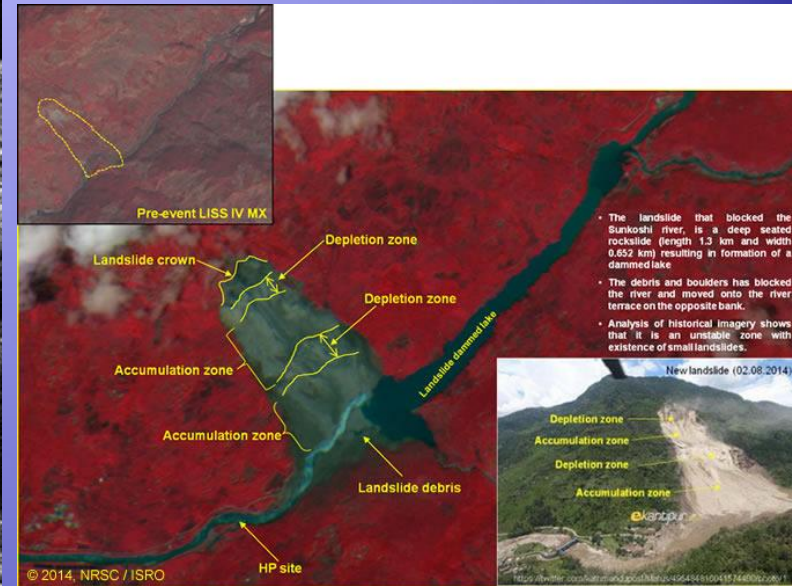 Pre-event LISS IV MX
Landslide crown
Depletion zone
Depletion zone
Accumulation zone
Accumulation zone
Landslide dammed lake
Landslide debris
HP site
© 2014, NRSC / ISRO
• The landslide that blocked the
Sunkoshi river, is a deep seated
rockslide (length 1.3 km and width
0.652 km) resulting in formation of a
dammed lake
• The debris and boulders has blocked
the river and moved onto the river
terrace on the opposite bank.
• Analysis of historical imagery shows
that it is an unstable zone with
existence of small landslides.
New landslide (02.08.2014)
Depletion zone
Accumulation zone
Depletion zone
Accumulation zone
ekantipur